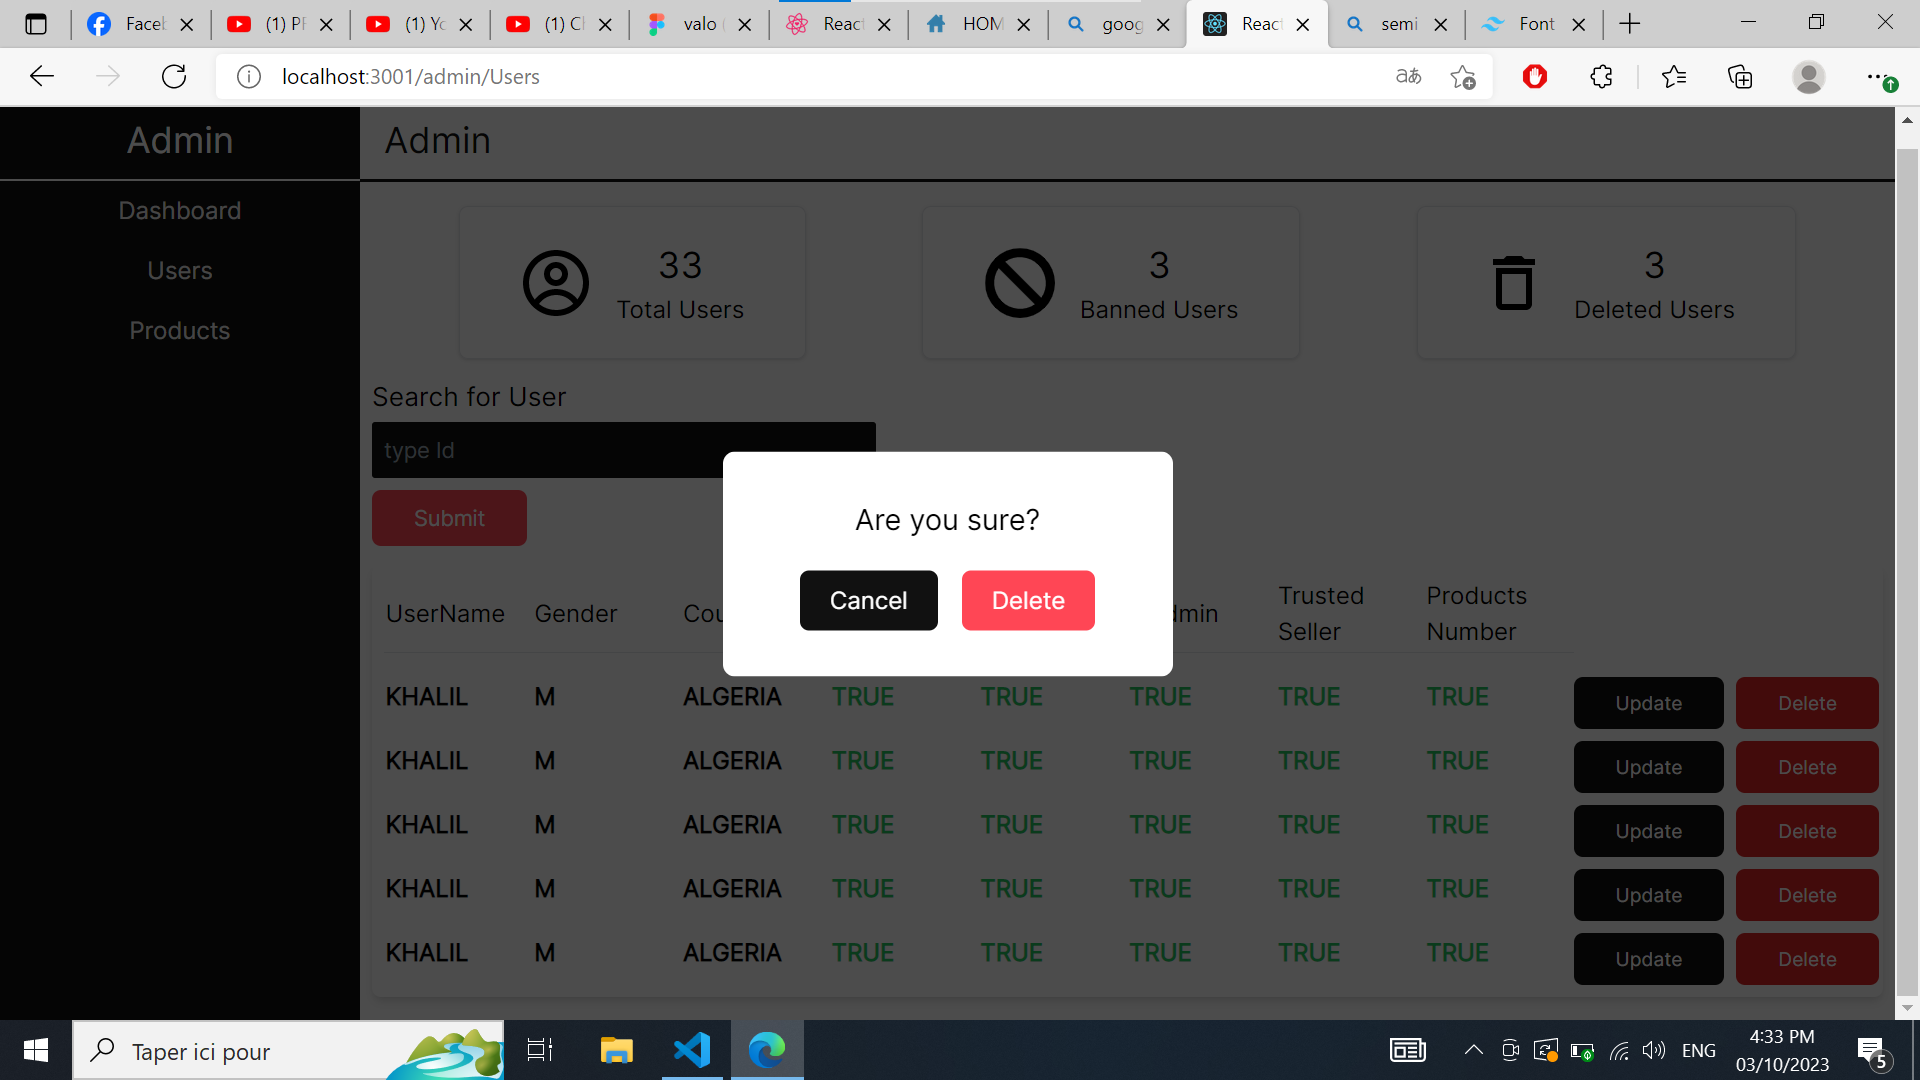 Faceb
(1) Pl
(1) Yo
(1) Cl
valo
React
HOM
goog
React
semi
Font
localhost:3001/admin/Users
Admin
Admin
Dashboard
Users
Products
33
Total Users
3
Banned Users
3
Deleted Users
Search for User
type Id
Submit
Are you sure?
Cancel Delete
UserName Gender Cou dmin Trusted Seller Products Number
KHALIL M ALGERIA TRUE TRUE TRUE TRUE TRUE Update Delete
KHALIL M ALGERIA TRUE TRUE TRUE TRUE TRUE Update Delete
KHALIL M ALGERIA TRUE TRUE TRUE TRUE TRUE Update Delete
KHALIL M ALGERIA TRUE TRUE TRUE TRUE TRUE Update Delete
KHALIL M ALGERIA TRUE TRUE TRUE TRUE TRUE Update Delete
Taper ici pour
ENG
4:33 PM
03/10/2023
5